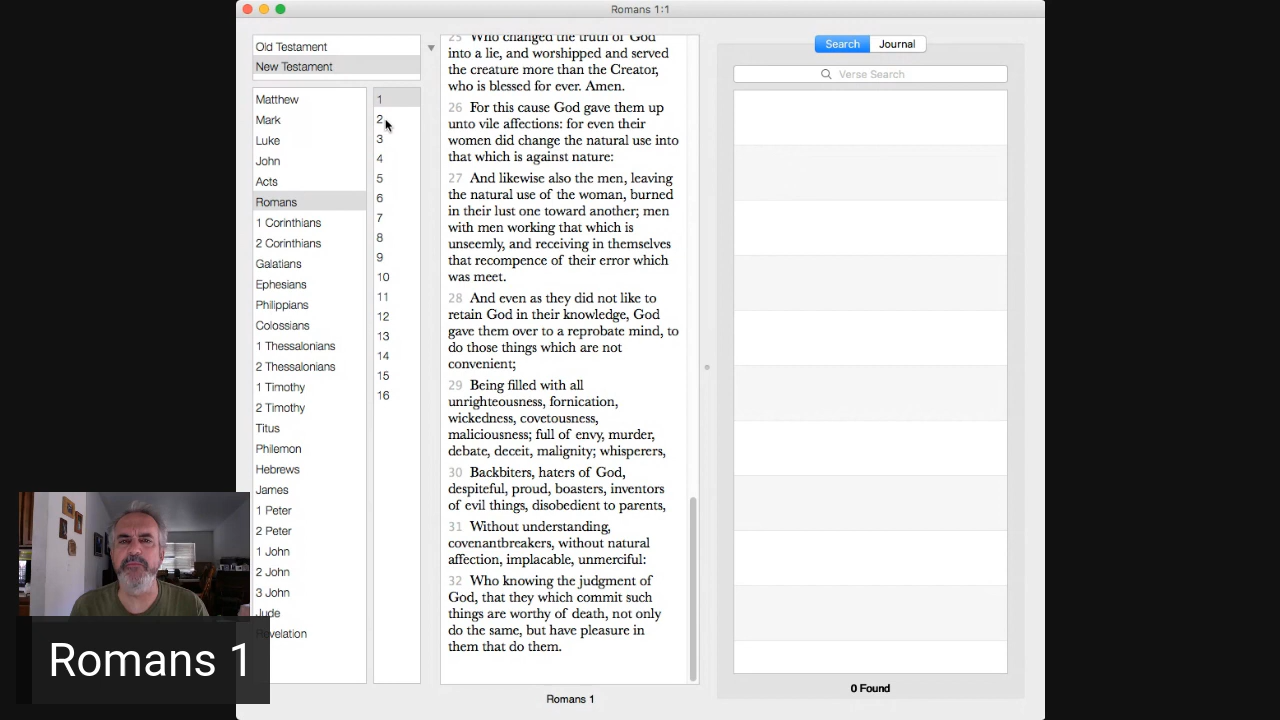 Romans 1:1
Old Testament
New Testament
Matthew
Mark
Luke
John
Acts
Romans
1 Corinthians
2 Corinthians
Galatians
Ephesians
Philippians
Colossians
1 Thessalonians
2 Thessalonians
1 Timothy
2 Timothy
Titus
Philemon
Hebrews
James
1 Peter
2 Peter
1 John
2 John
3 John
Jude
Revelation
1
2
3
4
5
6
7
8
9
10
11
12
13
14
15
16
25 Who changed the truth of God
into a lie, and worshipped and served
the creature more than the Creator,
who is blessed for ever. Amen.
26 For this cause God gave them up
unto vile affections: for even their
women did change the natural use into
that which is against nature:
27 And likewise also the men, leaving
the natural use of the woman, burned
in their lust one toward another; men
with men working that which is
unseemly, and receiving in themselves
that recompence of their error which
was meet.
28 And even as they did not like to
retain God in their knowledge, God
gave them over to a reprobate mind, to
do those things which are not
convenient;
29 Being filled with all
unrighteousness, fornication,
wickedness, covetousness,
maliciousness; full of envy, murder,
debate, deceit, malignity; whisperers,
30 Backbiters, haters of God,
despiteful, proud, boasters, inventors
of evil things, disobedient to parents,
31 Without understanding,
covenantbreakers, without natural
affection, implacable, unmerciful:
32 Who knowing the judgment of
God, that they which commit such
things are worthy of death, not only
do the same, but have pleasure in
them that do them.
Romans 1
Search
Journal
Verse Search
0 Found
Romans 1